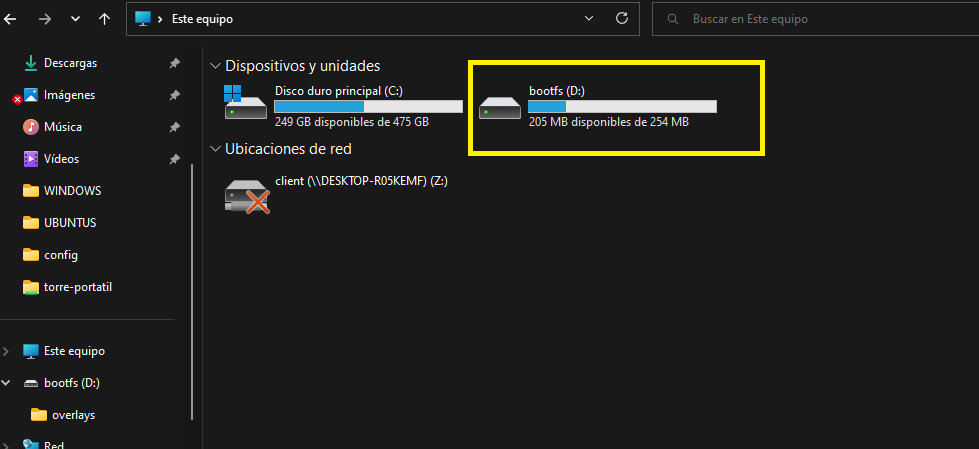 Este equipo
Buscar en Este equipo
Descargas
Imágenes
Música
Vídeos
WINDOWS
UBUNTUS
config
torre-portatil
Este equipo
bootfs (D:)
overlays
Red
Dispositivos y unidades
Disco duro principal (C:)
249 GB disponibles de 475 GB
bootfs (D:)
205 MB disponibles de 254 MB
Ubicaciones de red
client (\\DESKTOP-R05KEMF) (Z:)